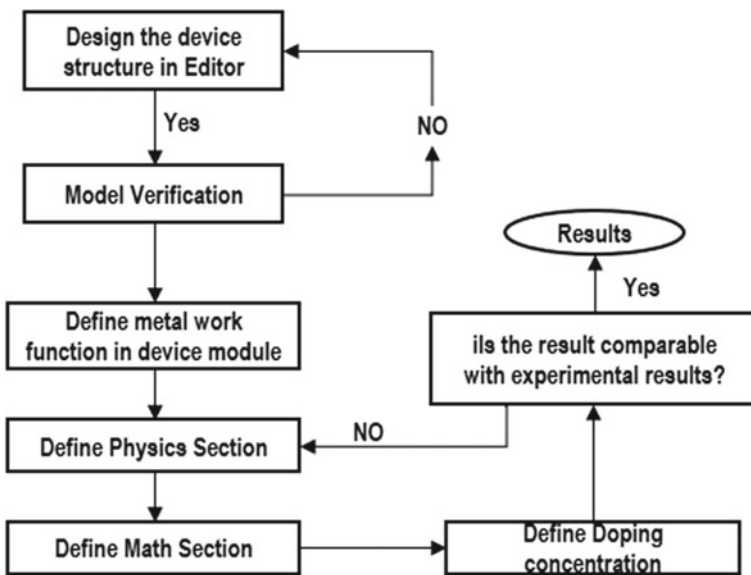 Design the device
structure in Editor
Yes
NO
Model Verification
Results
Yes
Define metal work
function in device module
iIs the result comparable
with experimental results?
NO
Define Physics Section
Define Math Section
Define Doping
concentration